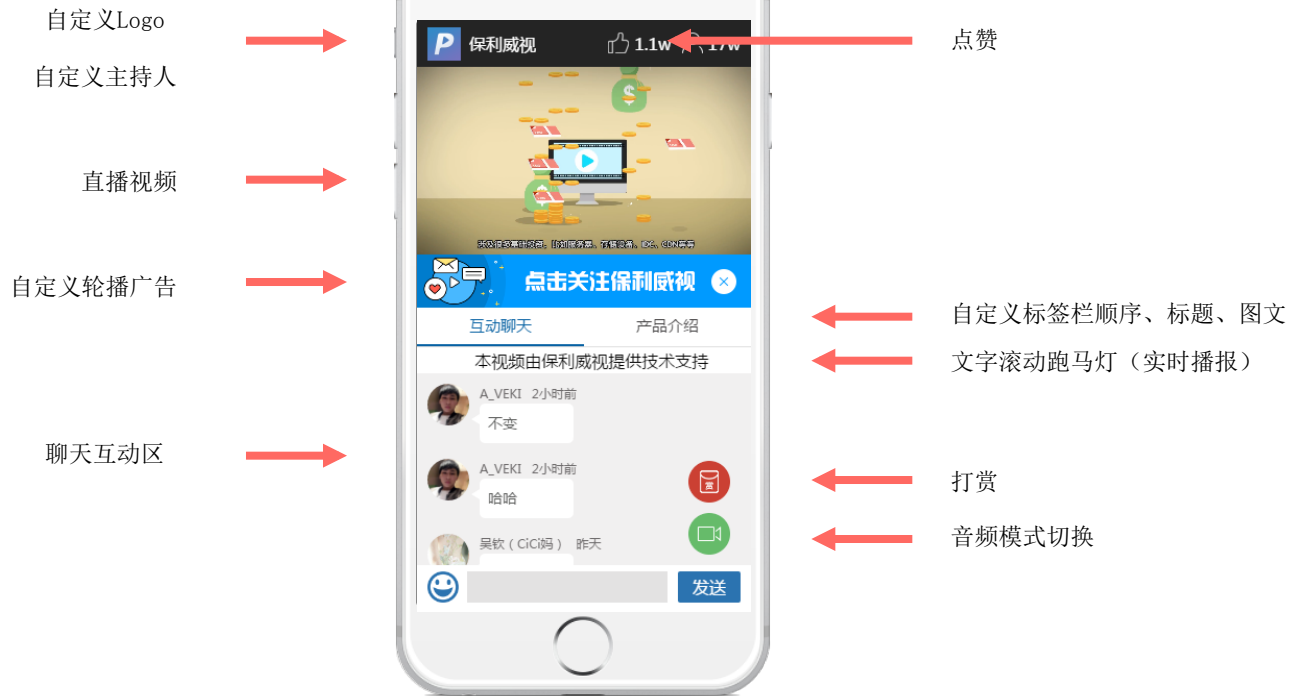 自定义Logo
自定义主持人
直播视频
自定义轮播广告
聊天互动区
保利威视
1.1w
17w
点击关注保利威视
互动聊天
产品介绍
本视频由保利威视提供技术支持
A_VEKI 2小时前
不变
A_VEKI 2小时前
哈哈
赏
吴钦（CiCi妈） 昨天
发送
点赞
自定义标签栏顺序、标题、图文
文字滚动跑马灯（实时播报）
打赏
音频模式切换